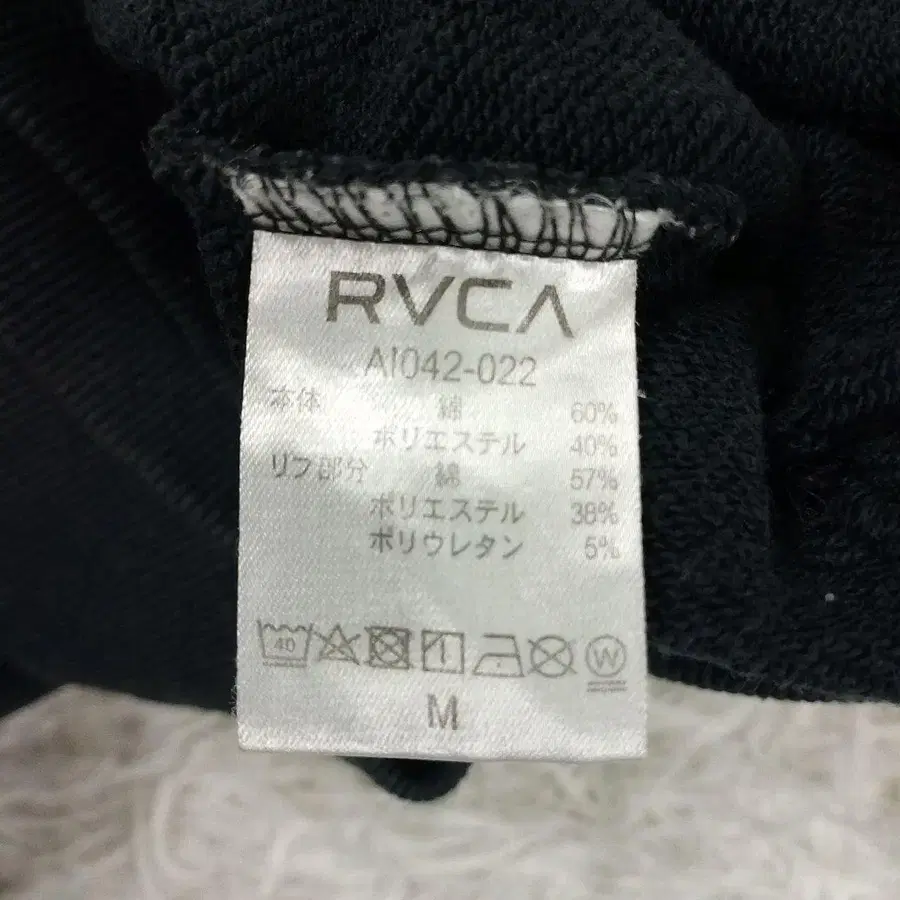 RVCA
AI042-022
本体 綿 60%
ポリエステル 40%
リブ部分 綿 57%
ポリエステル 38%
ポリウレタン 5%
40 W
M